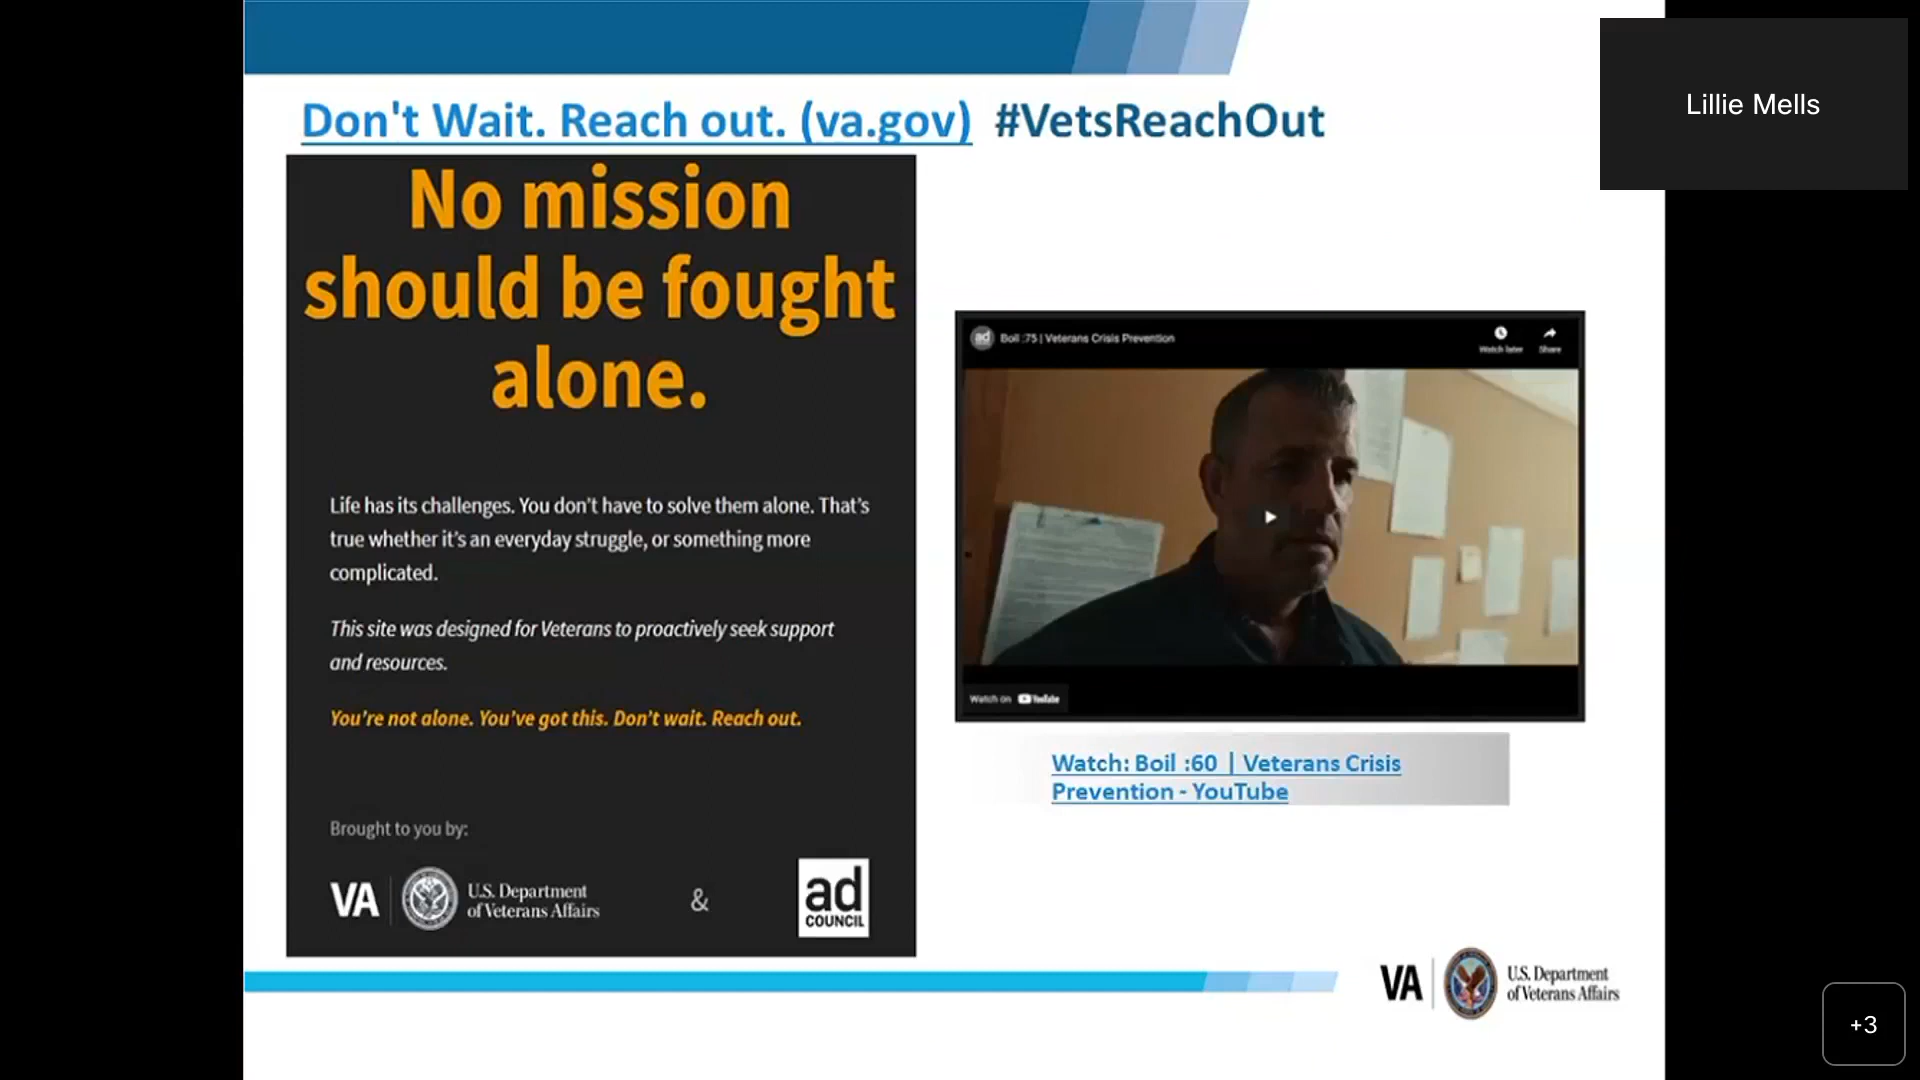 Don't Wait. Reach out. (va.gov) #VetsReachOut
Lillie Mells
No mission
should be fought
alone.
Life has its challenges. You don't have to solve them alone. That's
true whether it's an everyday struggle, or something more
complicated.
This site was designed for Veterans to proactively seek support
and resources.
You're not alone. You've got this. Don't wait. Reach out.
Brought to you by:
VA
U.S. Department
of Veterans Affairs
&
ad
COUNCIL
ad
Boil :75 | Veterans Crisis Prevention
Watch later
Share
Watch on YouTube
Watch: Boil :60 | Veterans Crisis
Prevention - YouTube
VA
U.S. Department
of Veterans Affairs
+3